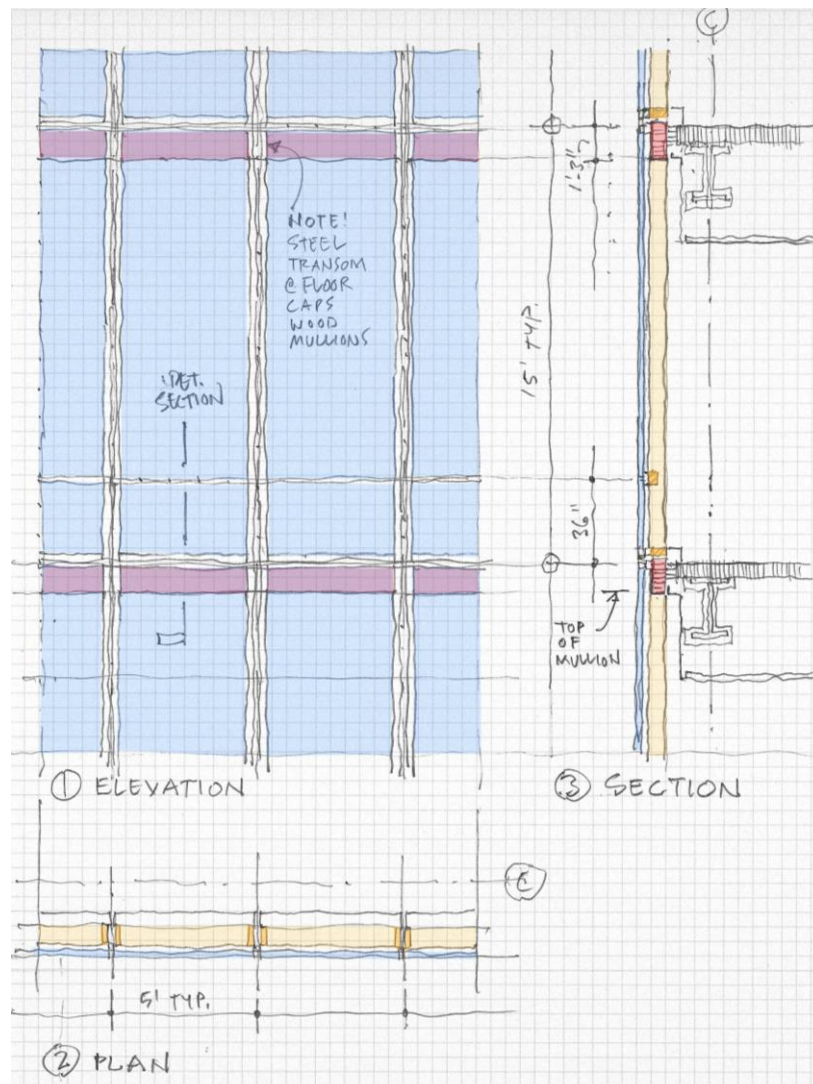 C
1'-3"
NOTE!
STEEL
TRANSOM
@ FLOOR
CAPS
WOOD
MULLIONS
15' TYP.
DET.
SECTION
36"
TOP
OF
MULLION
1 ELEVATION
3 SECTION
C
5' TYP.
2 PLAN